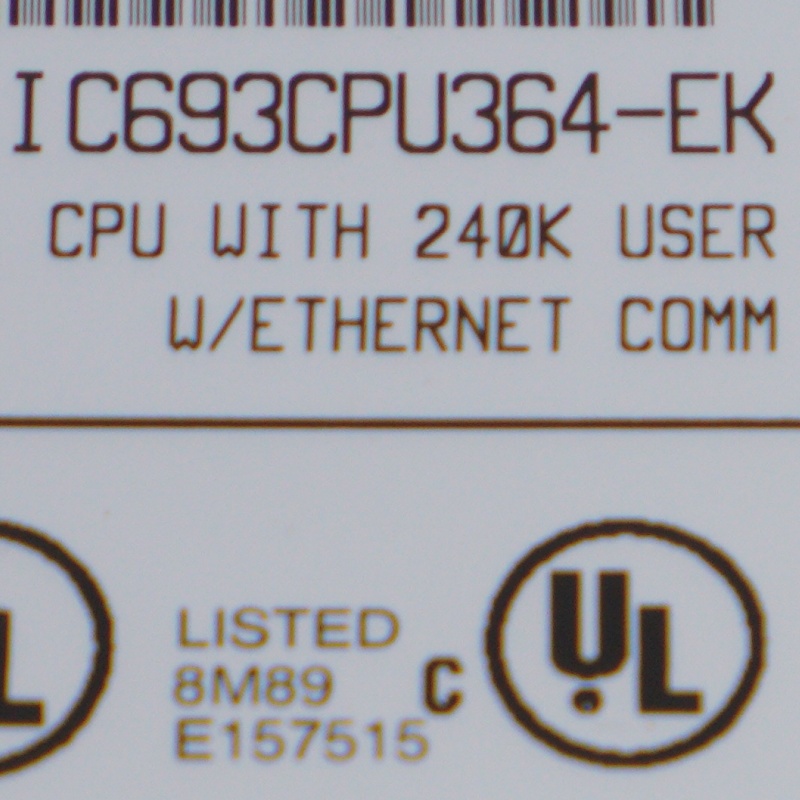 IC693CPU364-EK
CPU WITH 240K USER
W/ETHERNET COMM
L
LISTED
8M89
E157515
C
UL